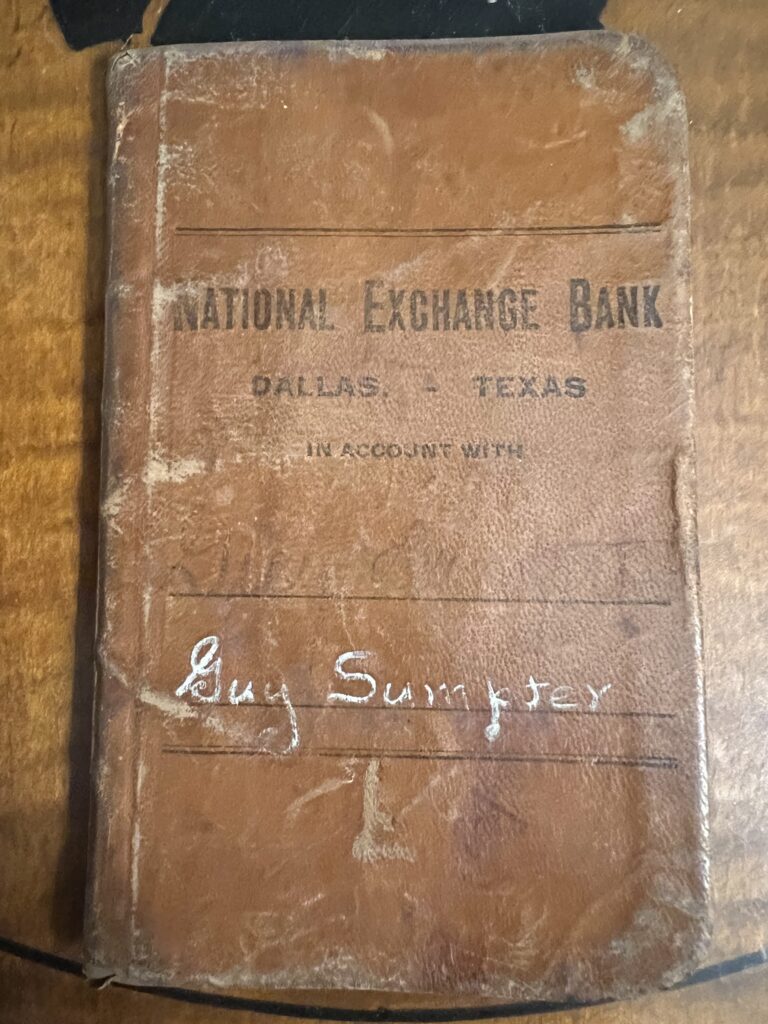 NATIONAL EXCHANGE BANK
DALLAS, - TEXAS
IN ACCOUNT WITH
Guy Sumpter